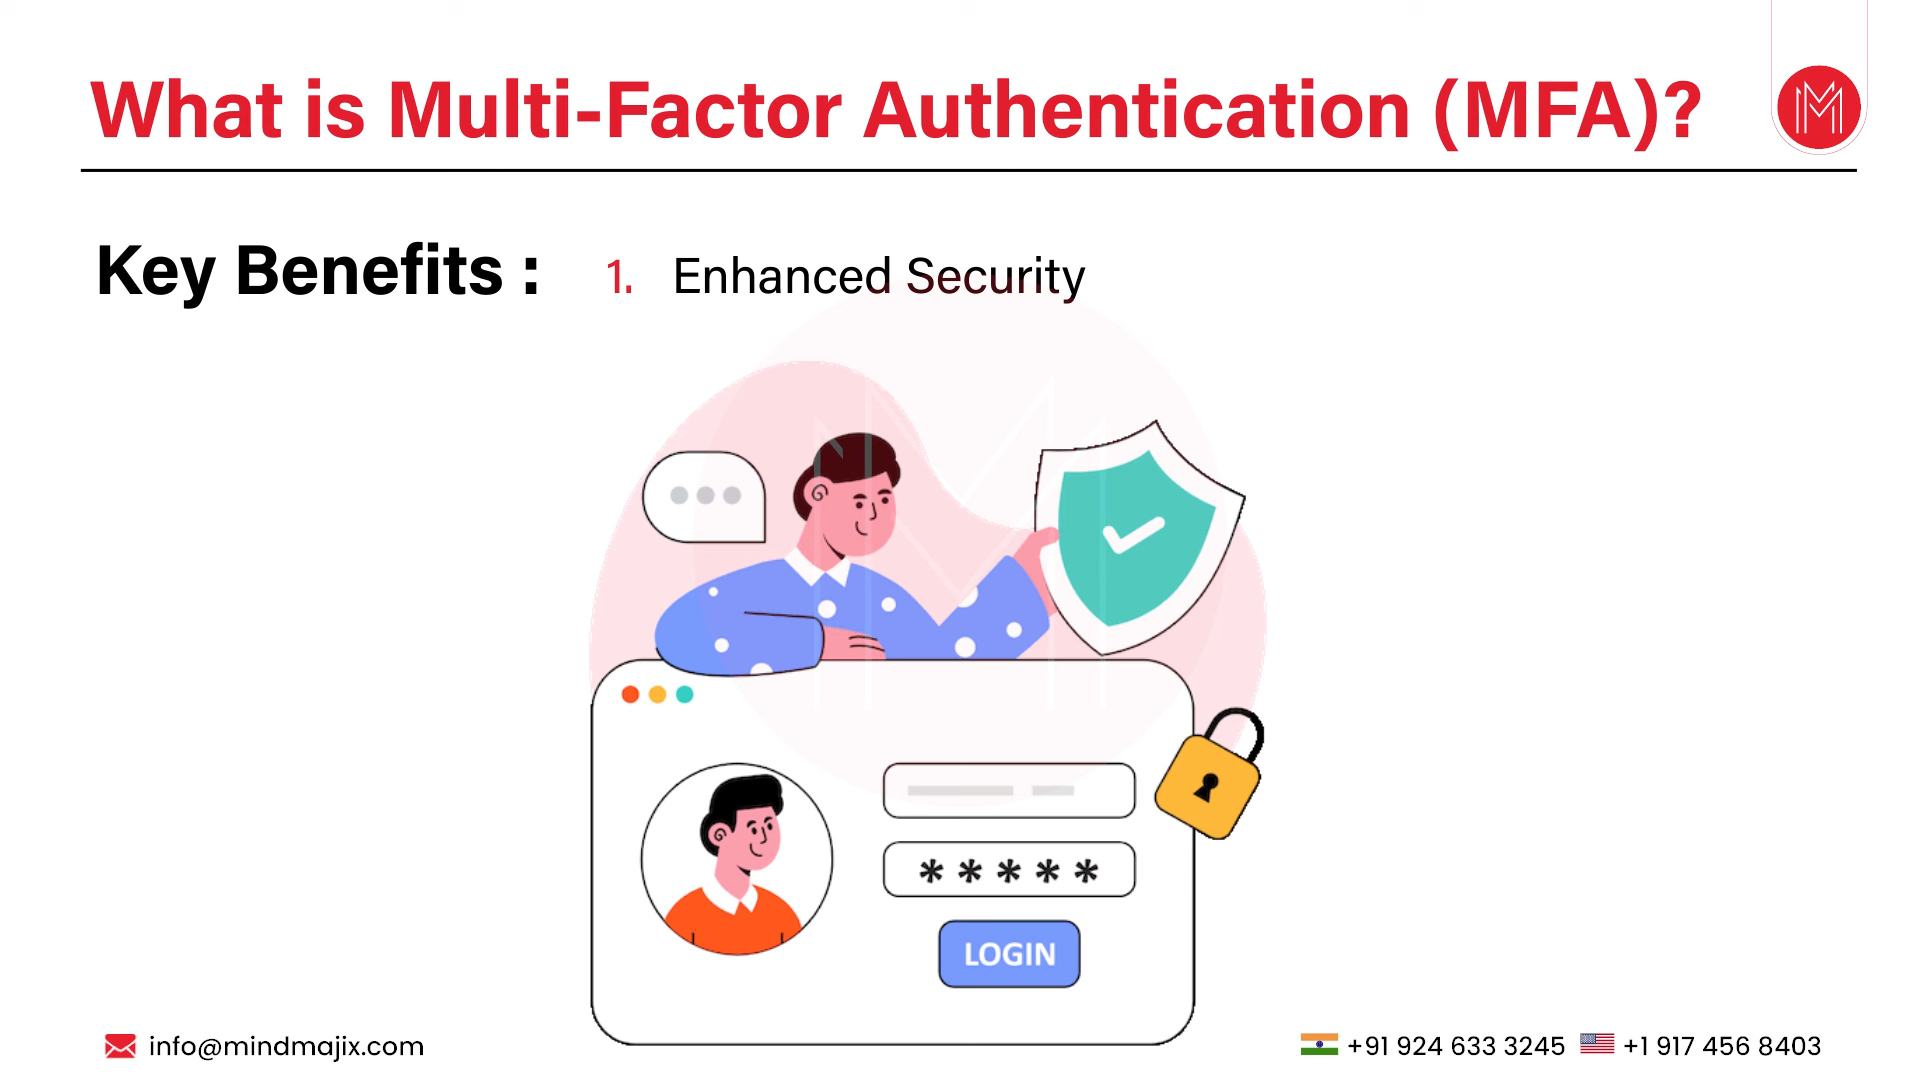 What is Multi-Factor Authentication (MFA)?
Key Benefits :
1. Enhanced Security
* * * * *
LOGIN
info@mindmajix.com
+91 924 633 3245
+1 917 456 8403